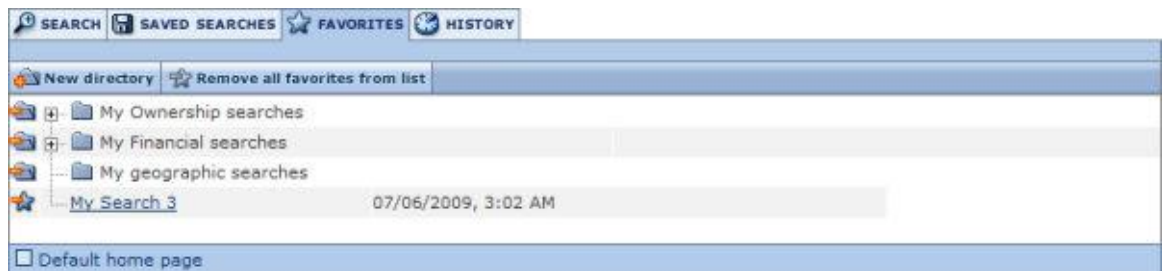 SEARCH SAVED SEARCHES FAVORITES HISTORY
New directory Remove all favorites from list
My Ownership searches
My Financial searches
My geographic searches
My Search 3 07/06/2009, 3:02 AM
Default home page